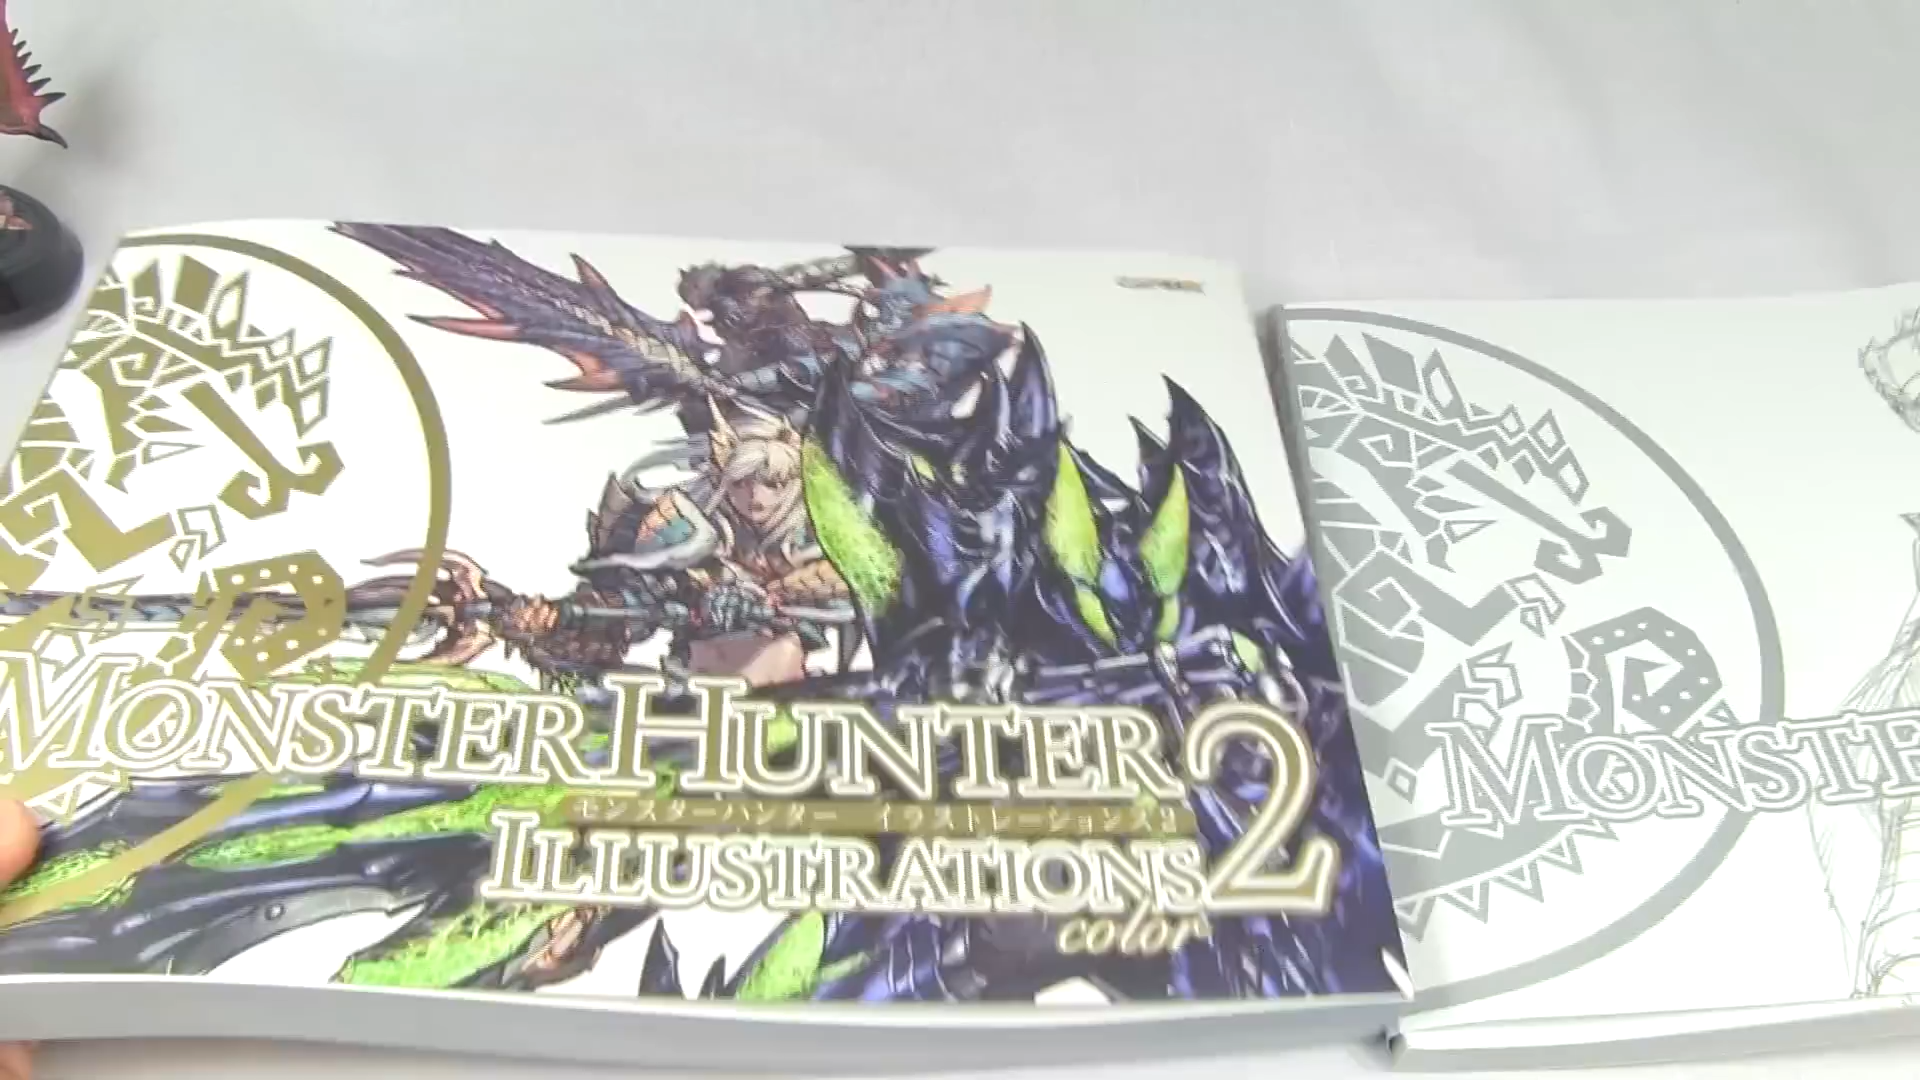 MONSTER HUNTER 2
モンスターハンター イラストレーションズ2
ILLUSTRATIONS
color
MONSTE